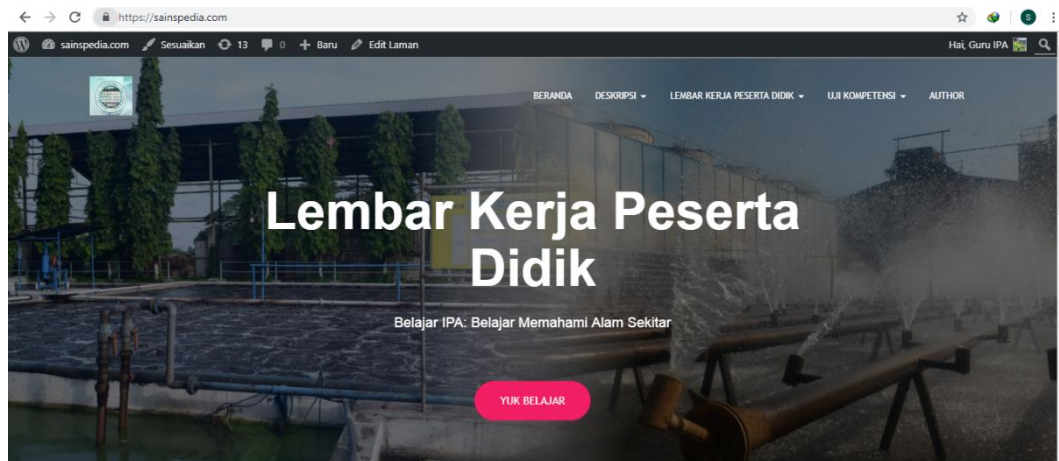 https://sainspedia.com
S
sainspedia.com Sesuaikan 13 0 + Baru Edit Laman Hai, Guru IPA
BERANDA DESKRIPSI LEMBAR KERJA PESERTA DIDIK UJI KOMPETENSI AUTHOR
Lembar Kerja Peserta
Didik
Belajar IPA: Belajar Memahami Alam Sekitar
YUK BELAJAR